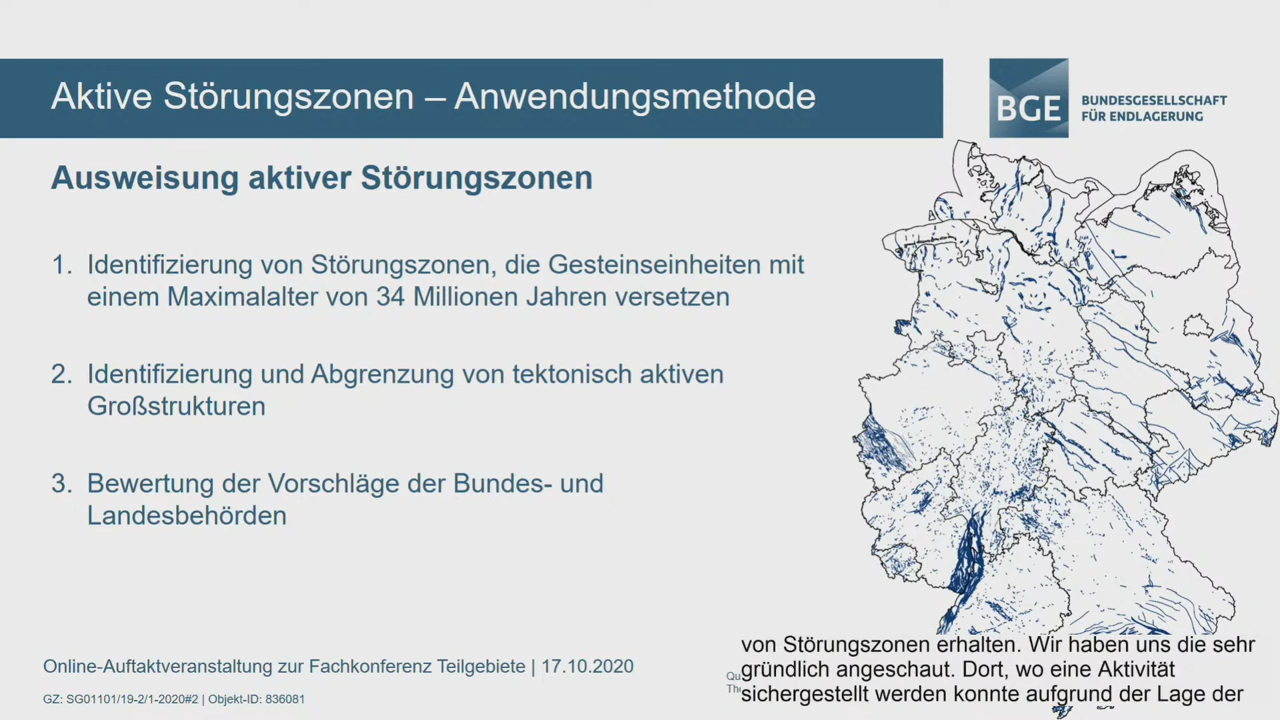 Aktive Störungszonen – Anwendungsmethode
BGE
BUNDESGESELLSCHAFT
FÜR ENDLAGERUNG
Ausweisung aktiver Störungszonen
1. Identifizierung von Störungszonen, die Gesteinseinheiten mit
einem Maximalalter von 34 Millionen Jahren versetzen
2. Identifizierung und Abgrenzung von tektonisch aktiven
Großstrukturen
3. Bewertung der Vorschläge der Bundes- und
Landesbehörden
von Störungszonen erhalten. Wir haben uns die sehr
gründlich angeschaut. Dort, wo eine Aktivität
sichergestellt werden konnte aufgrund der Lage der
Online-Auftaktveranstaltung zur Fachkonferenz Teilgebiete | 17.10.2020
GZ: SG01101/19-2/1-2020#2 | Objekt-ID: 836081